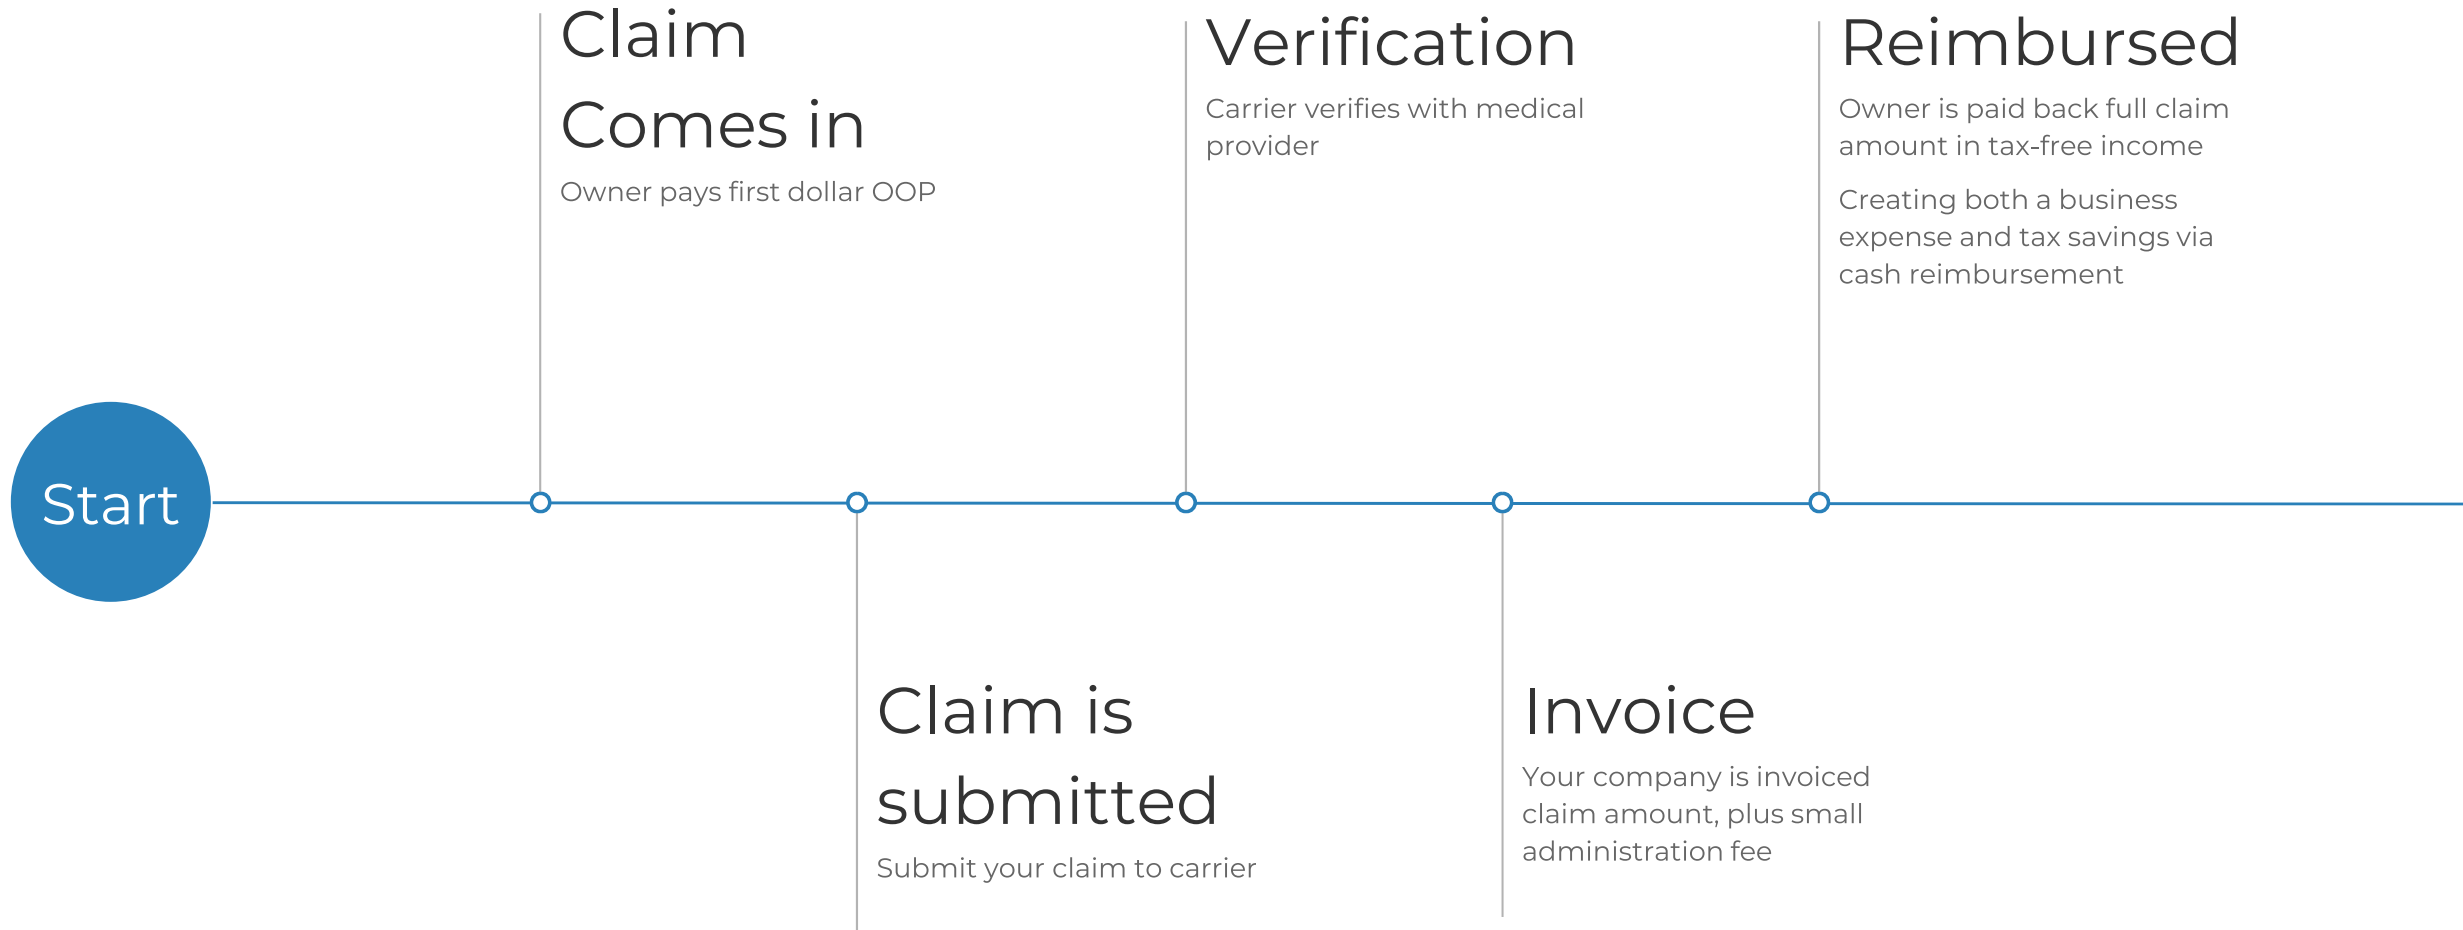 Start
Claim
Comes in
Owner pays first dollar OOP
Claim is
submitted
Submit your claim to carrier
Verification
Carrier verifies with medical
provider
Invoice
Your company is invoiced
claim amount, plus small
administration fee
Reimbursed
Owner is paid back full claim
amount in tax-free income
Creating both a business
expense and tax savings via
cash reimbursement